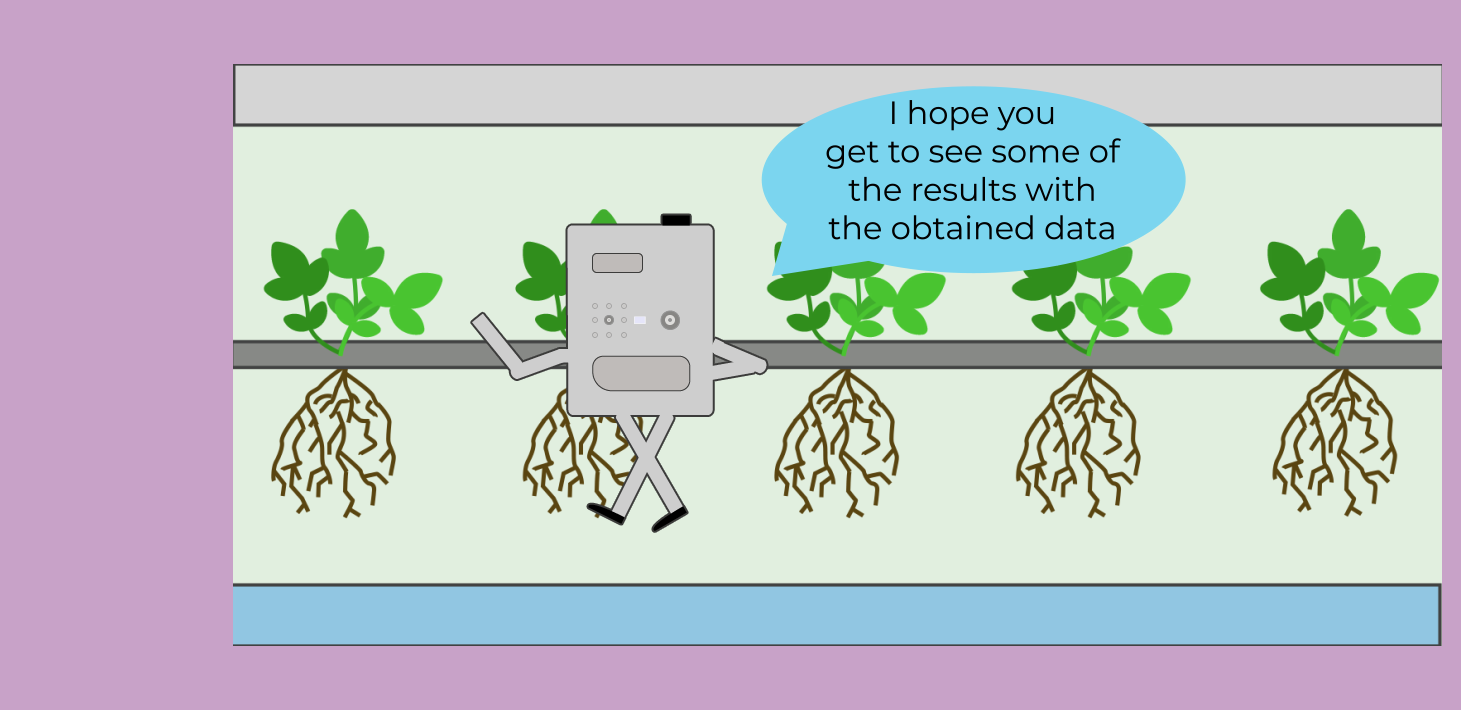 I hope you
get to see some of
the results with
the obtained data